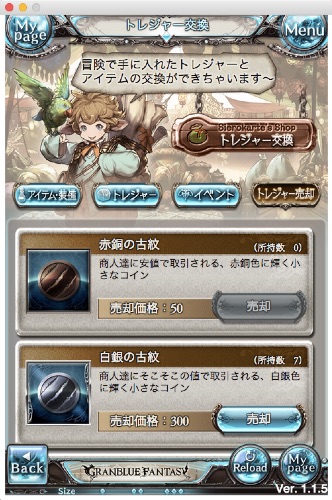 My page
トレジャー交換
Menu
冒険で手に入れたトレジャーと
アイテムの交換ができちゃいます～
Sierokarte's Shop
トレジャー交換
アイテム・装備
トレジャー
イベント
トレジャー売却
赤銅の古紋
(所持数 0)
商人達に安値で取引される、赤銅色に輝く小
さなコイン
売却価格：50
売却
白銀の古紋
(所持数 7)
商人達にそこそこの値で取引される、白銀色
に輝く小さなコイン
売却価格：300
売却
Back
GRANBLUE FANTASY
Reload
My page
Size
Ver. 1.1.5